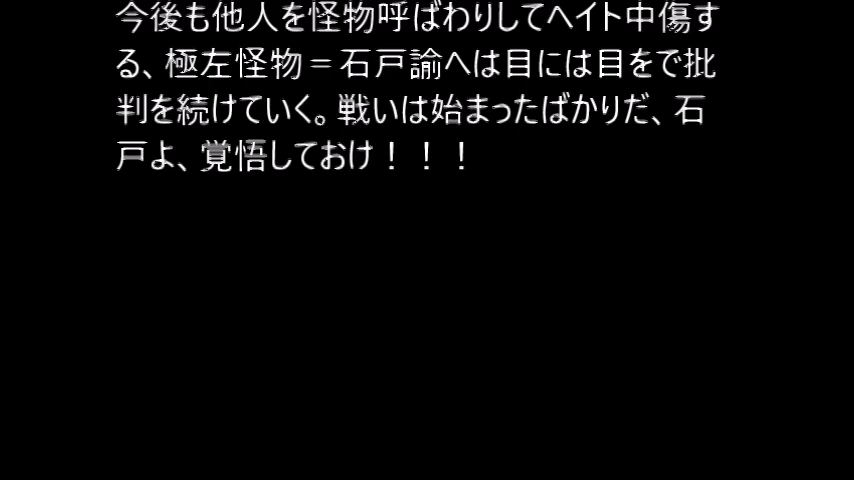 今後も他人を怪物呼ばわりしてヘイト中傷す
る、極左怪物＝石戸諭へは目には目をで批
判を続けていく。戦いは始まったばかりだ、石
戸よ、覚悟しておけ！！！